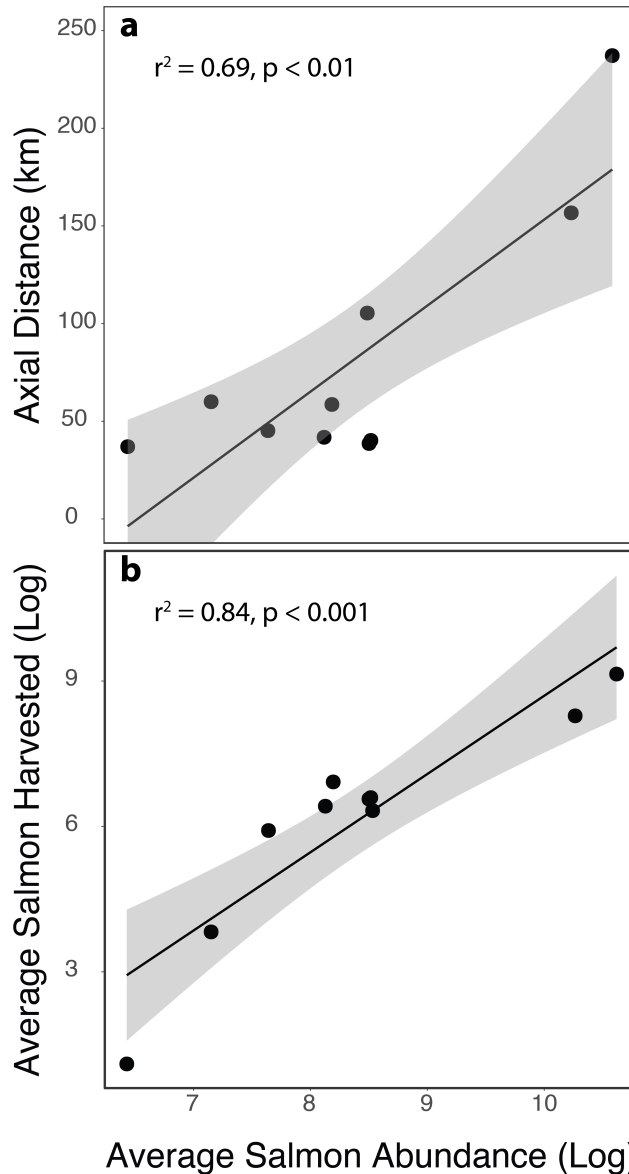 a
r² = 0.69, p < 0.01
250
200
150
100
50
0
Axial Distance (km)
b
r² = 0.84, p < 0.001
9
6
3
Average Salmon Harvested (Log)
7 8 9 10
Average Salmon Abundance (Log)